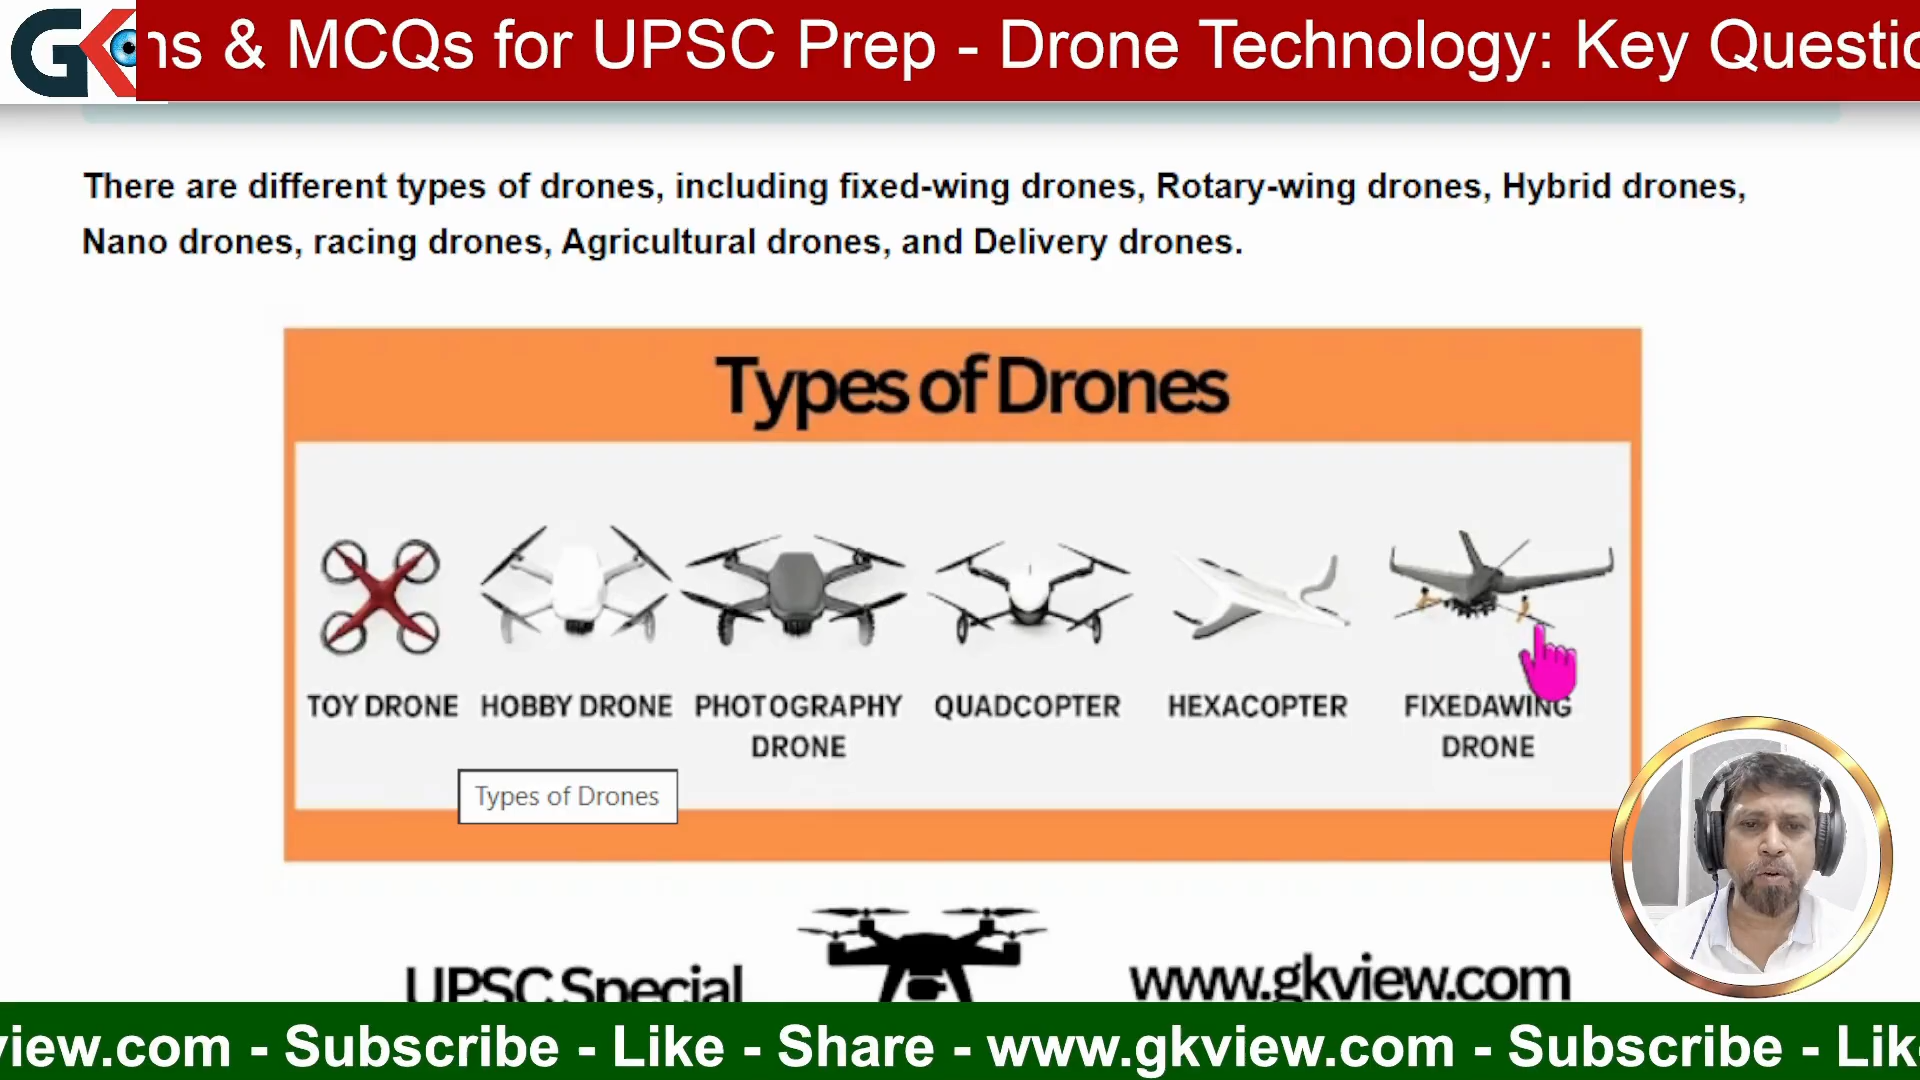 GK
ns & MCQs for UPSC Prep - Drone Technology: Key Questio
There are different types of drones, including fixed-wing drones, Rotary-wing drones, Hybrid drones,
Nano drones, racing drones, Agricultural drones, and Delivery drones.
Types of Drones
TOY DRONE HOBBY DRONE PHOTOGRAPHY DRONE QUADCOPTER HEXACOPTER FIXEDAWING DRONE
Types of Drones
UPSC Special www.gkview.com
view.com - Subscribe - Like - Share - www.gkview.com - Subscribe - Lik